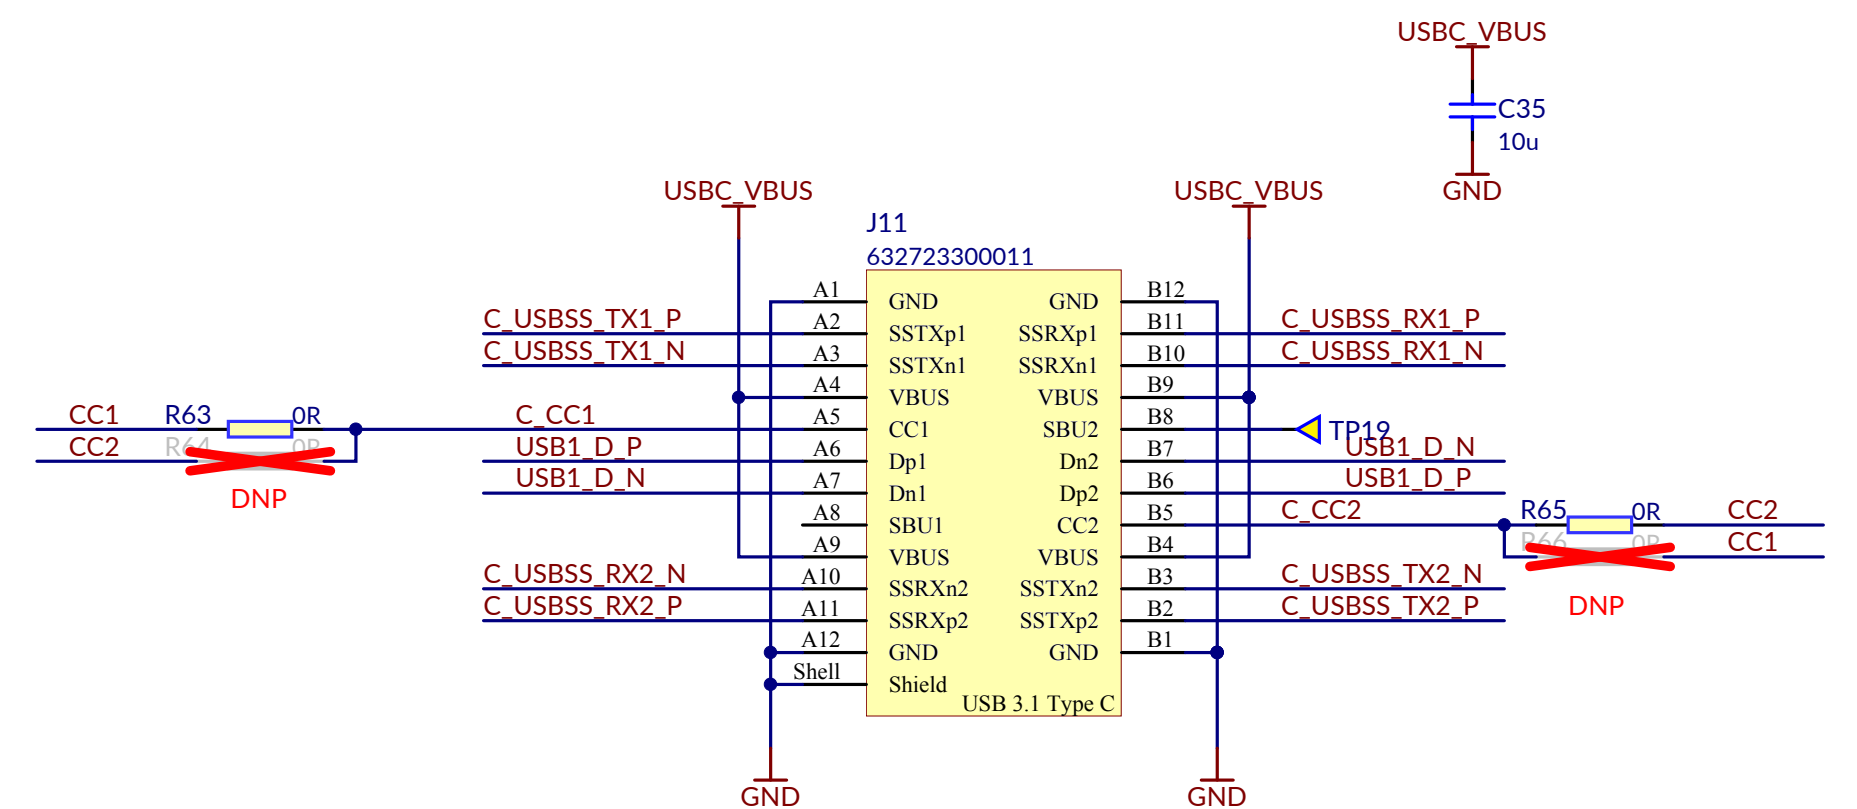 USBC_VBUS
C35
10u
GND
USBC_VBUS
USBC_VBUS
J11
632723300011
A1 GND GND B12
C_USBSS_TX1_P A2 SSTXp1 SSRXp1 B11 C_USBSS_RX1_P
C_USBSS_TX1_N A3 SSTXn1 SSRXn1 B10 C_USBSS_RX1_N
A4 VBUS VBUS B9
CC1 R63 0R C_CC1 A5 CC1 SBU2 B8 TP19
CC2 R64 0R USB1_D_P A6 Dp1 Dn2 B7 USB1_D_N
DNP USB1_D_N A7 Dn1 Dp2 B6 USB1_D_P
A8 SBU1 CC2 B5 C_CC2 R65 0R CC2
A9 VBUS VBUS B4 R66 0R CC1
C_USBSS_RX2_N A10 SSRXn2 SSTXn2 B3 C_USBSS_TX2_N
C_USBSS_RX2_P A11 SSRXp2 SSTXp2 B2 C_USBSS_TX2_P DNP
A12 GND GND B1
Shell Shield
USB 3.1 Type C
GND
GND